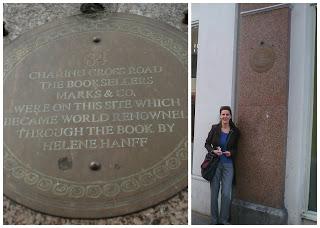 84
CHARING CROSS ROAD
THE BOOKSELLERS
MARKS & CO.
WERE ON THIS SITE WHICH
BECAME WORLD RENOWNED
THROUGH THE BOOK BY
HELENE HANFF